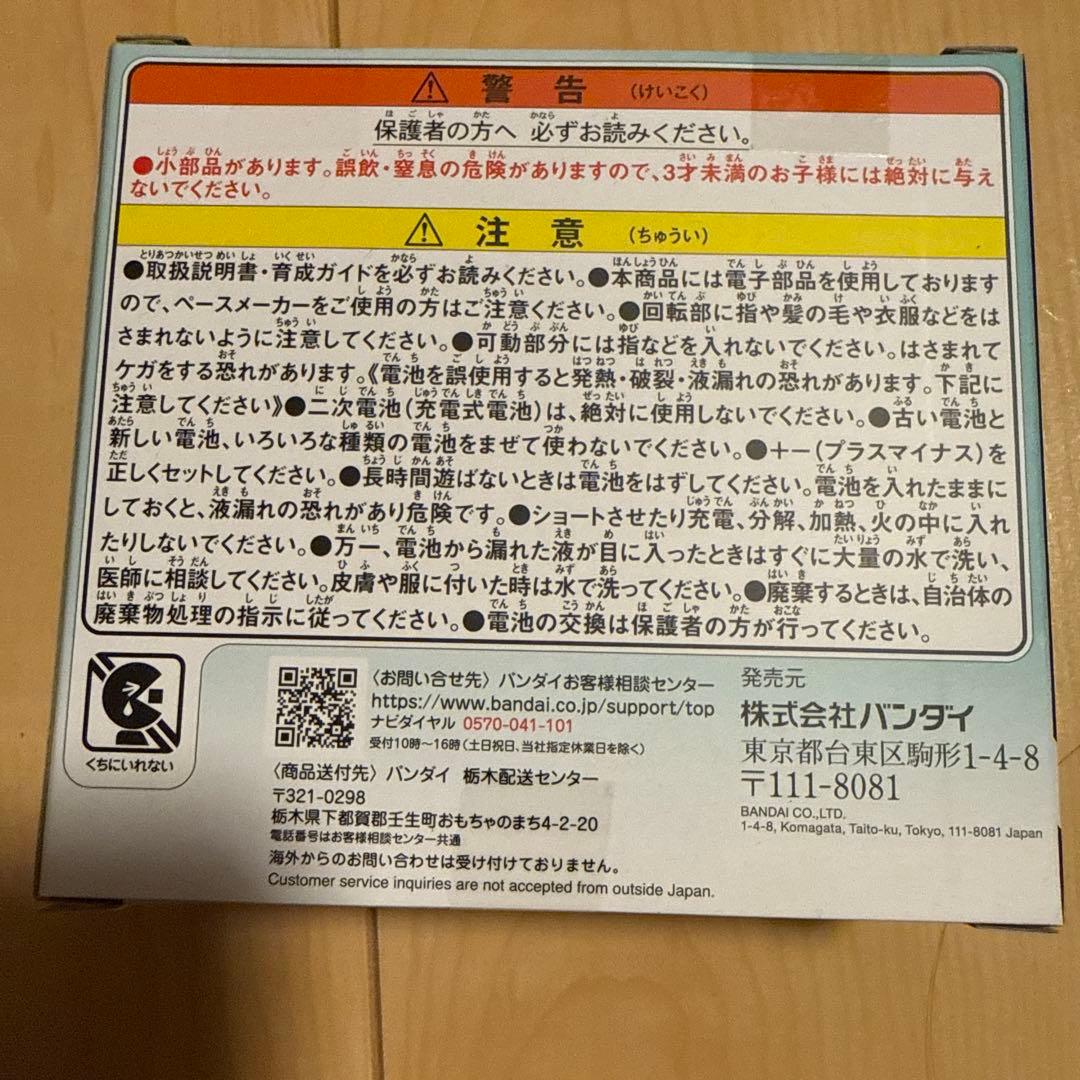 警告 (けいこく)
保護者の方へ 必ずお読みください。
●小部品があります。誤飲・窒息の危険がありますので、3才未満のお子様には絶対に与え
ないでください。
注意 (ちゅうい)
●取扱説明書・育成ガイドを必ずお読みください。●本商品には電子部品を使用しております
ので、ペースメーカーをご使用の方はご注意ください。●回転部に指や髪の毛や衣服などをは
さまれないように注意してください。●可動部分には指などを入れないでください。はさまれて
ケガをする恐れがあります。《電池を誤使用すると発熱・破裂・液漏れの恐れがあります。下記に
注意してください》●二次電池(充電式電池)は、絶対に使用しないでください。●古い電池と
新しい電池、いろいろな種類の電池をまぜて使わないでください。●+-(プラスマイナス)を
正しくセットしてください。●長時間遊ばないときは電池をはずしてください。電池を入れたままに
しておくと、液漏れの恐れがあり危険です。●ショートさせたり充電、分解、加熱、火の中に入れ
たりしないでください。●万一、電池から漏れた液が目に入ったときはすぐに大量の水で洗い、
医師に相談してください。皮膚や服に付いた時は水で洗ってください。●廃棄するときは、自治体の
廃棄物処理の指示に従ってください。●電池の交換は保護者の方が行ってください。
くちにいれない
〈お問い合せ先〉バンダイお客様相談センター
https://www.bandai.co.jp/support/top
ナビダイヤル 0570-041-101
受付10時~16時(土日祝日、当社指定休業日を除く)
〈商品送付先〉バンダイ 栃木配送センター
〒321-0298
栃木県下都賀郡壬生町おもちゃのまち4-2-20
電話番号はお客様相談センター共通
海外からのお問い合わせは受け付けておりません。
Customer service inquiries are not accepted from outside Japan.
発売元
株式会社バンダイ
東京都台東区駒形1-4-8
〒111-8081
BANDAI CO.,LTD.
1-4-8, Komagata, Taito-ku, Tokyo, 111-8081 Japan